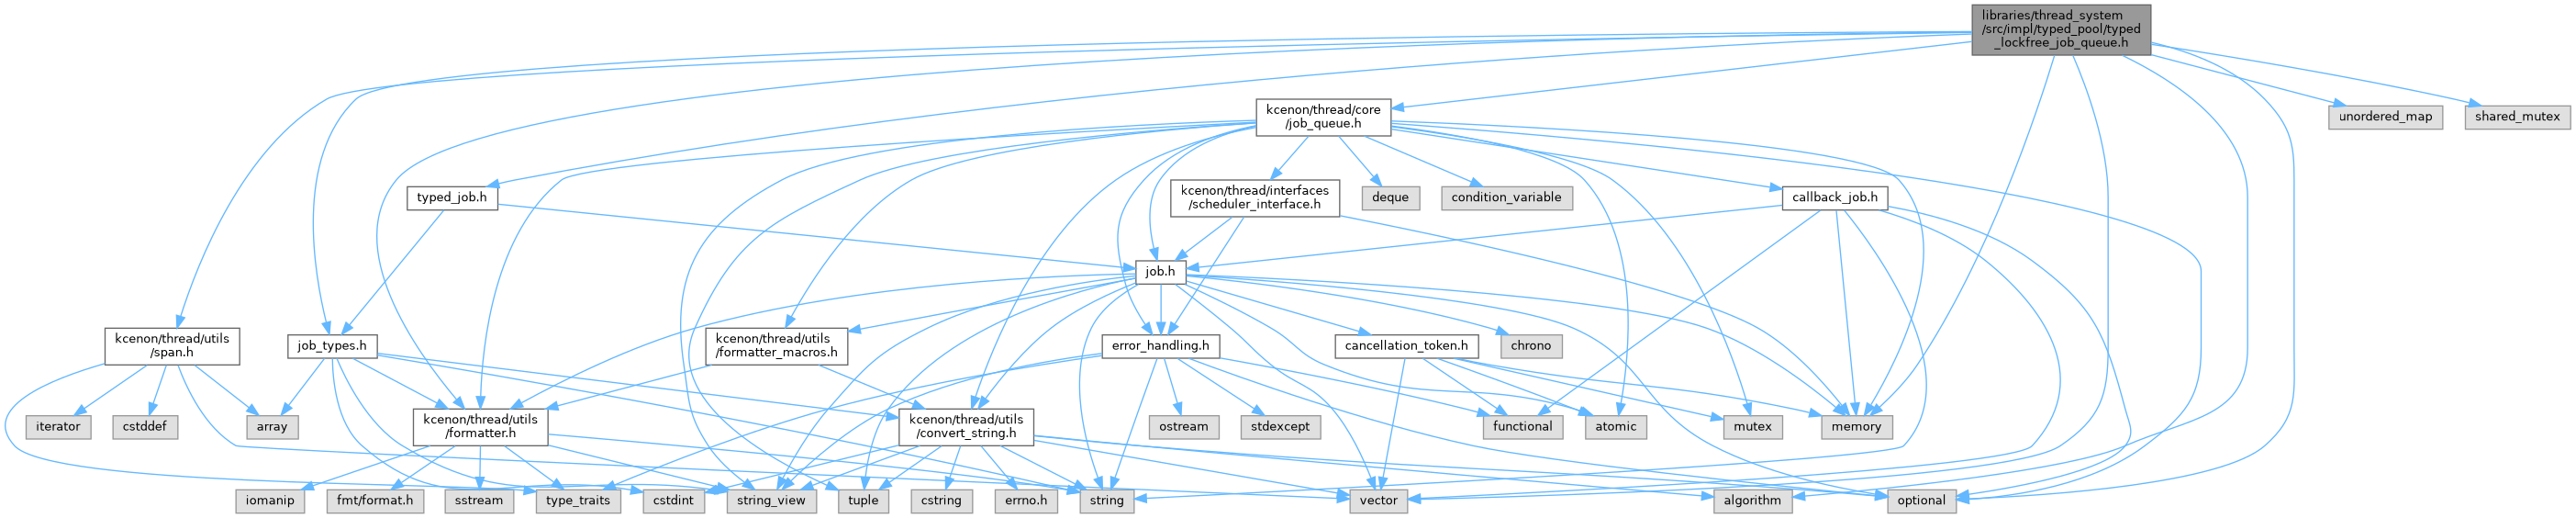 libraries/thread_system
/src/impl/typed_pool/typed
_lockfree_job_queue.h
kcenon/thread/core
/job_queue.h
unordered_map
shared_mutex
typed_job.h
kcenon/thread/interfaces
/scheduler_interface.h
deque
condition_variable
callback_job.h
job.h
kcenon/thread/utils
/span.h
job_types.h
kcenon/thread/utils
/formatter_macros.h
error_handling.h
cancellation_token.h
chrono
iterator
cstddef
array
kcenon/thread/utils
/formatter.h
kcenon/thread/utils
/convert_string.h
ostream
stdexcept
functional
atomic
mutex
memory
iomanip
fmt/format.h
sstream
type_traits
cstdint
string_view
tuple
cstring
errno.h
string
vector
algorithm
optional